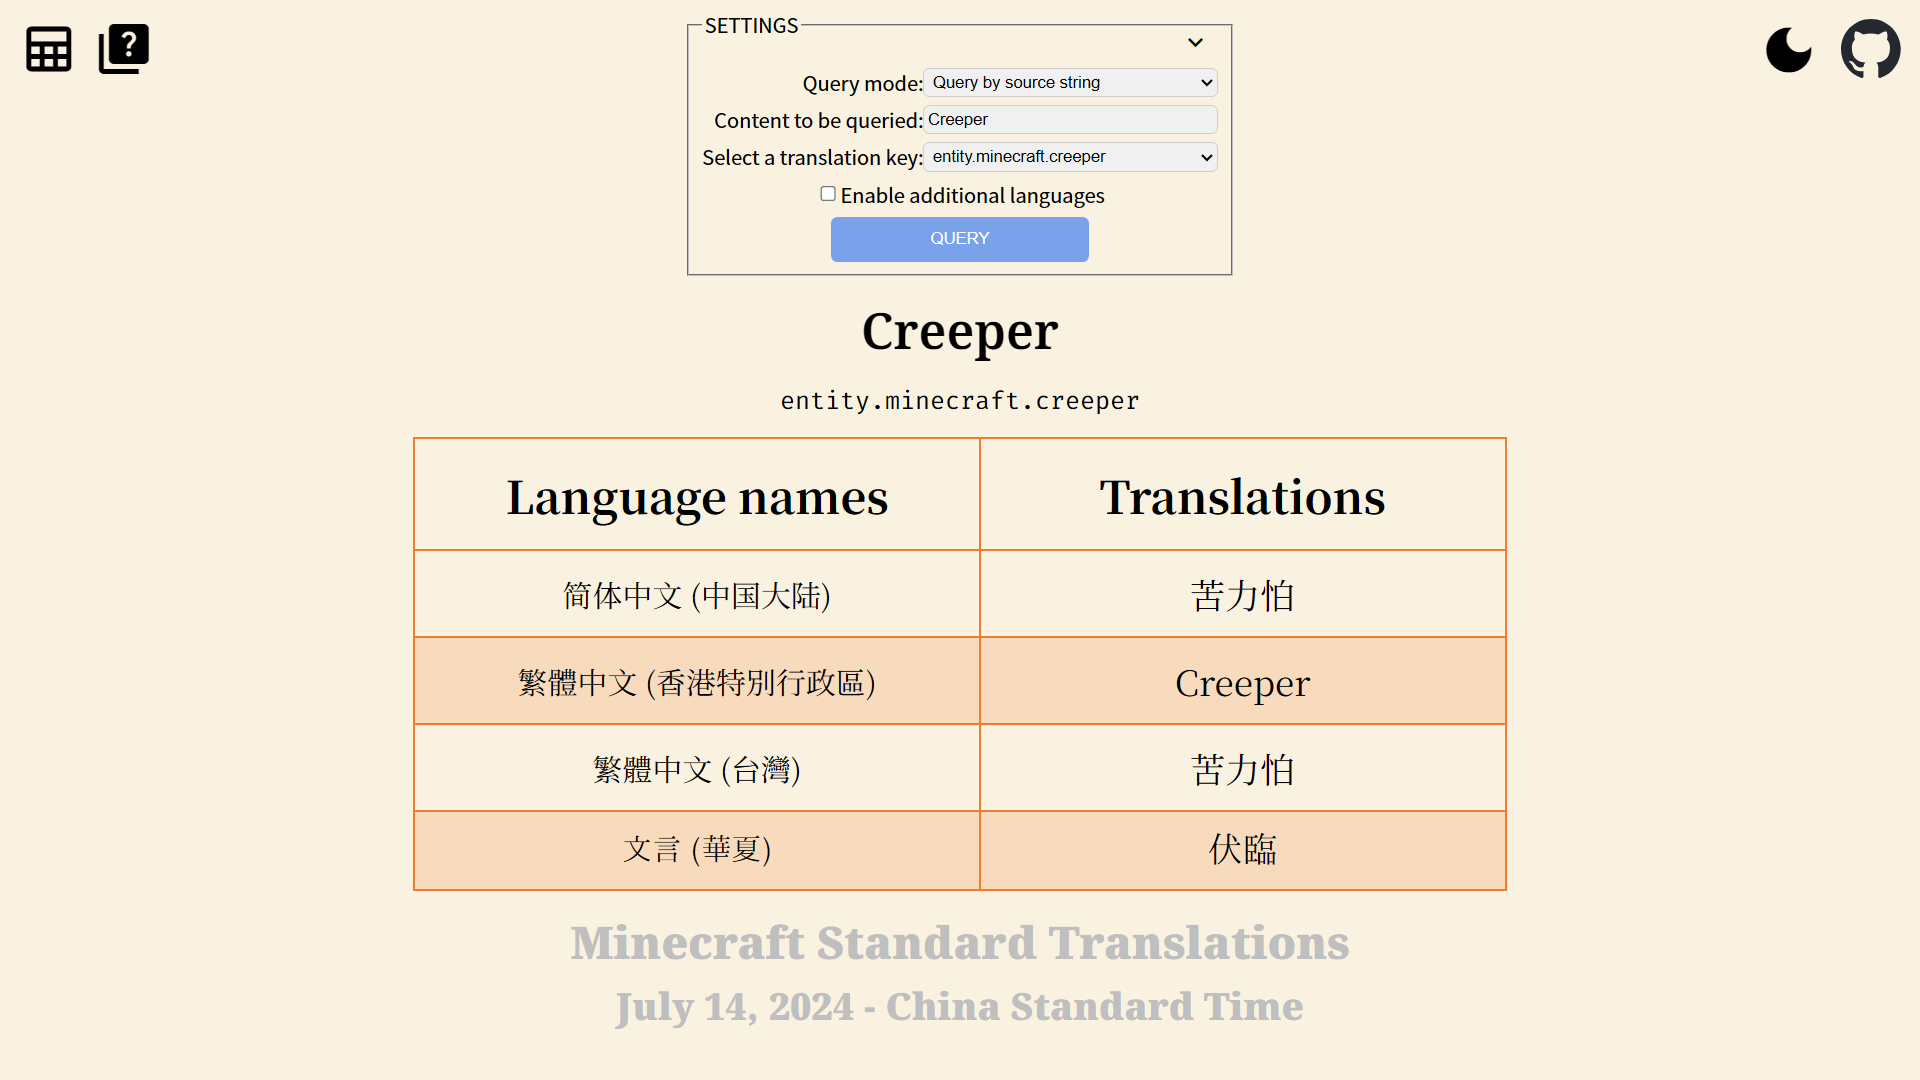 SETTINGS
Query mode: Query by source string
Content to be queried: Creeper
Select a translation key: entity.minecraft.creeper
Enable additional languages
QUERY
Creeper
entity.minecraft.creeper
Language names Translations
简体中文 (中国大陆) 苦力怕
繁體中文 (香港特別行政區) Creeper
繁體中文 (台灣) 苦力怕
文言 (華夏) 伏臨
Minecraft Standard Translations
July 14, 2024 - China Standard Time